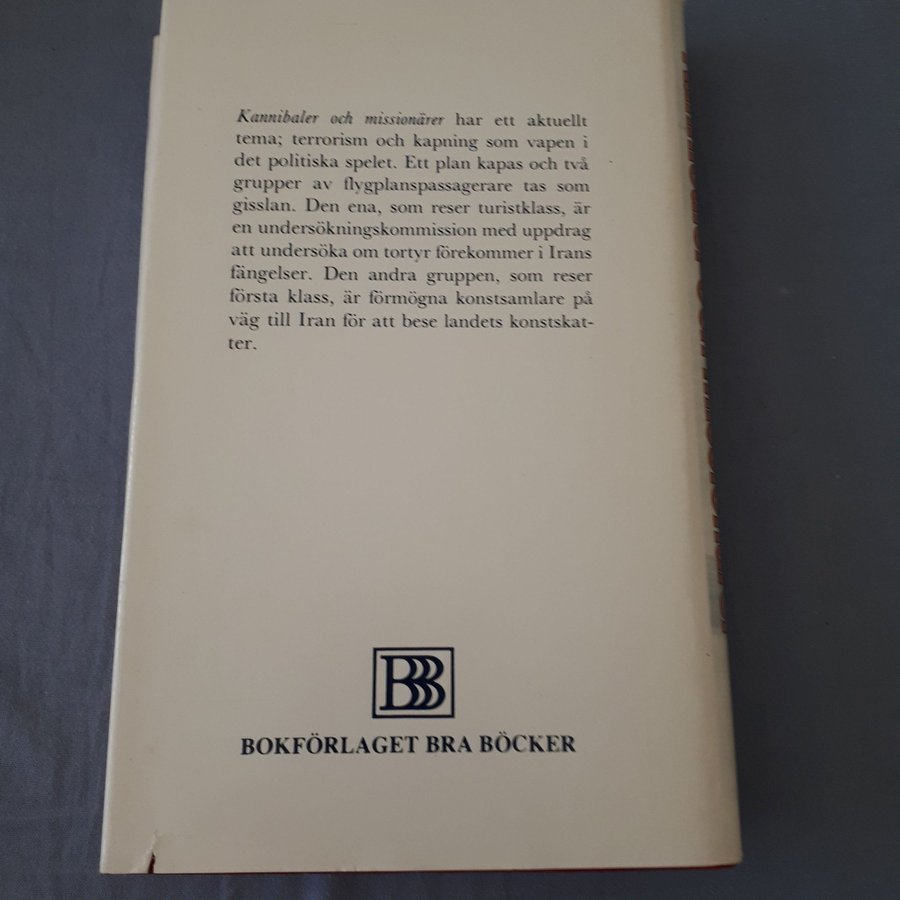 Kannibaler och missionärer har ett aktuellt
tema; terrorism och kapning som vapen i
det politiska spelet. Ett plan kapas och två
grupper av flygplanspassagerare tas som
gisslan. Den ena, som reser turistklass, är
en undersökningskommission med uppdrag
att undersöka om tortyr förekommer i Irans
fängelser. Den andra gruppen, som reser
första klass, är förmögna konstsamlare på
väg till Iran för att bese landets konstskat-
ter.
BBB
BOKFÖRLAGET BRA BÖCKER